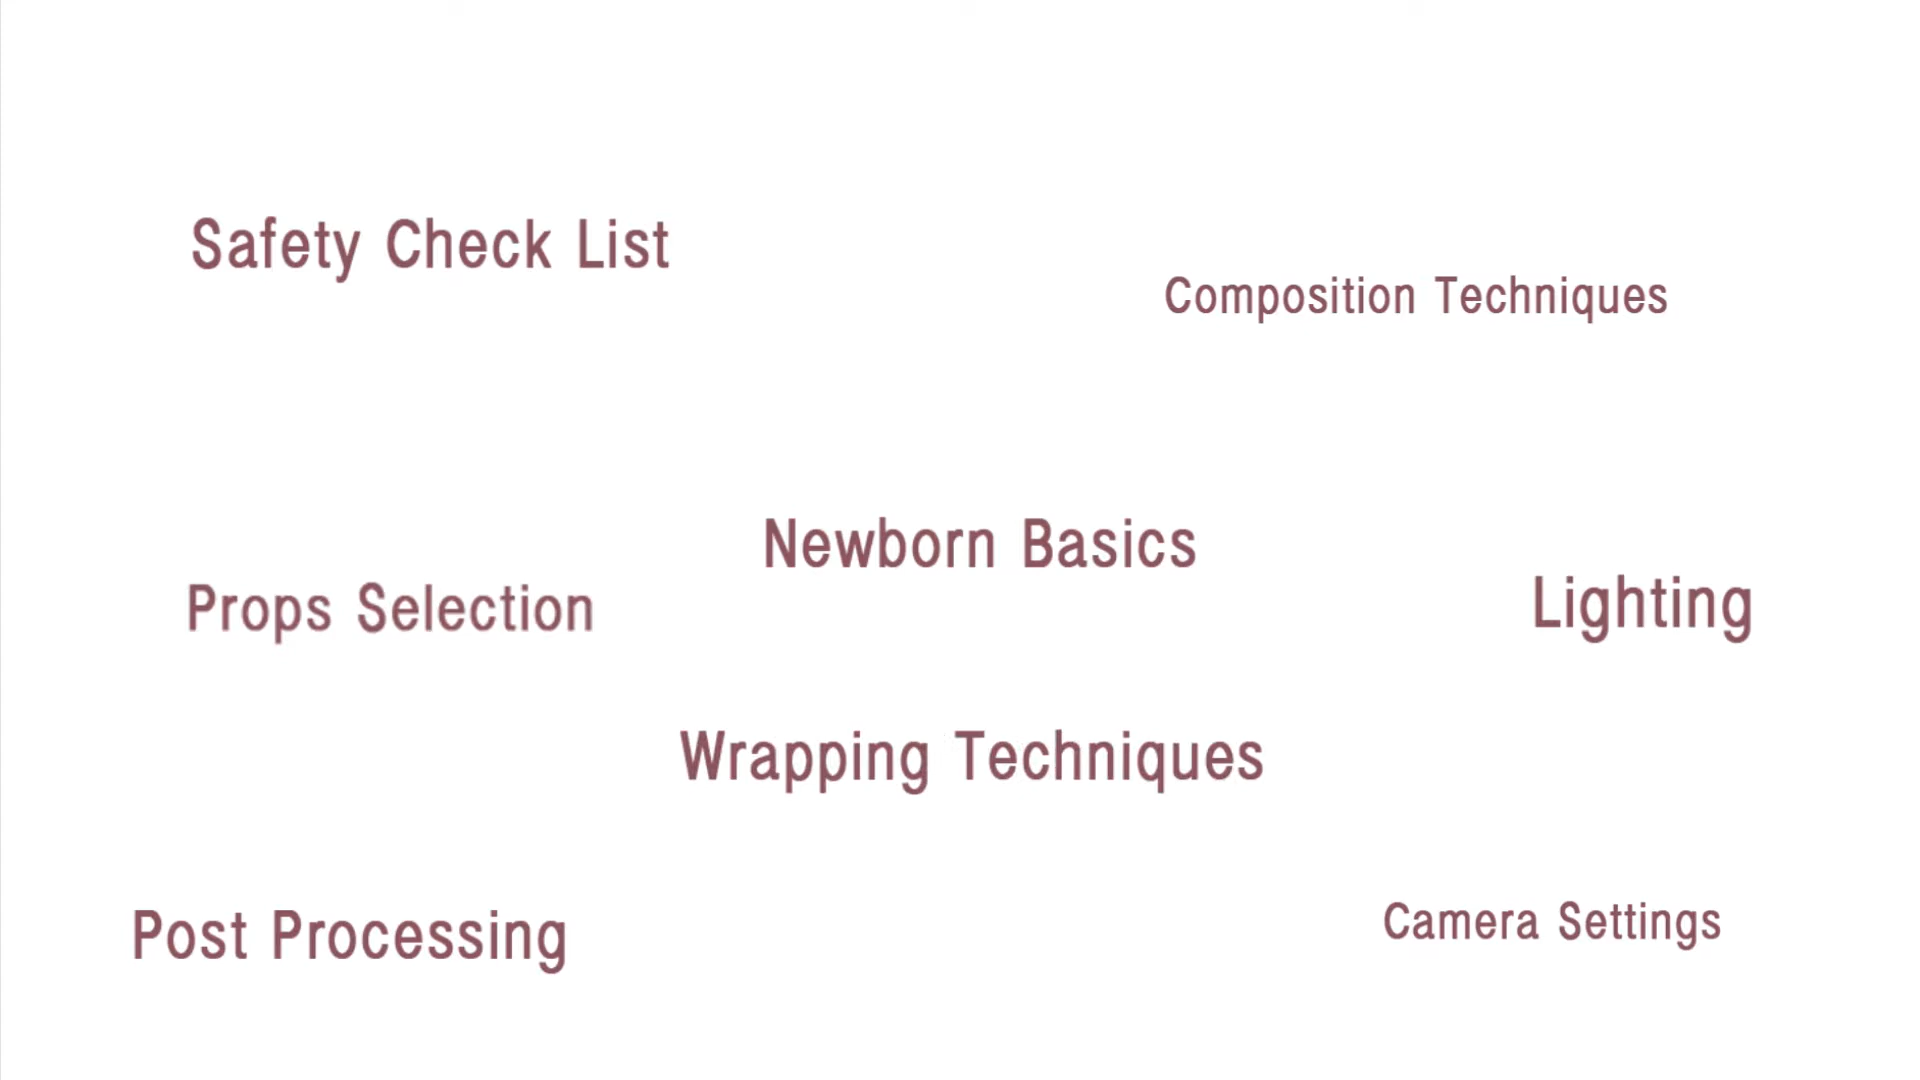 Safety Check List
Composition Techniques
Newborn Basics
Props Selection
Lighting
Wrapping Techniques
Post Processing
Camera Settings